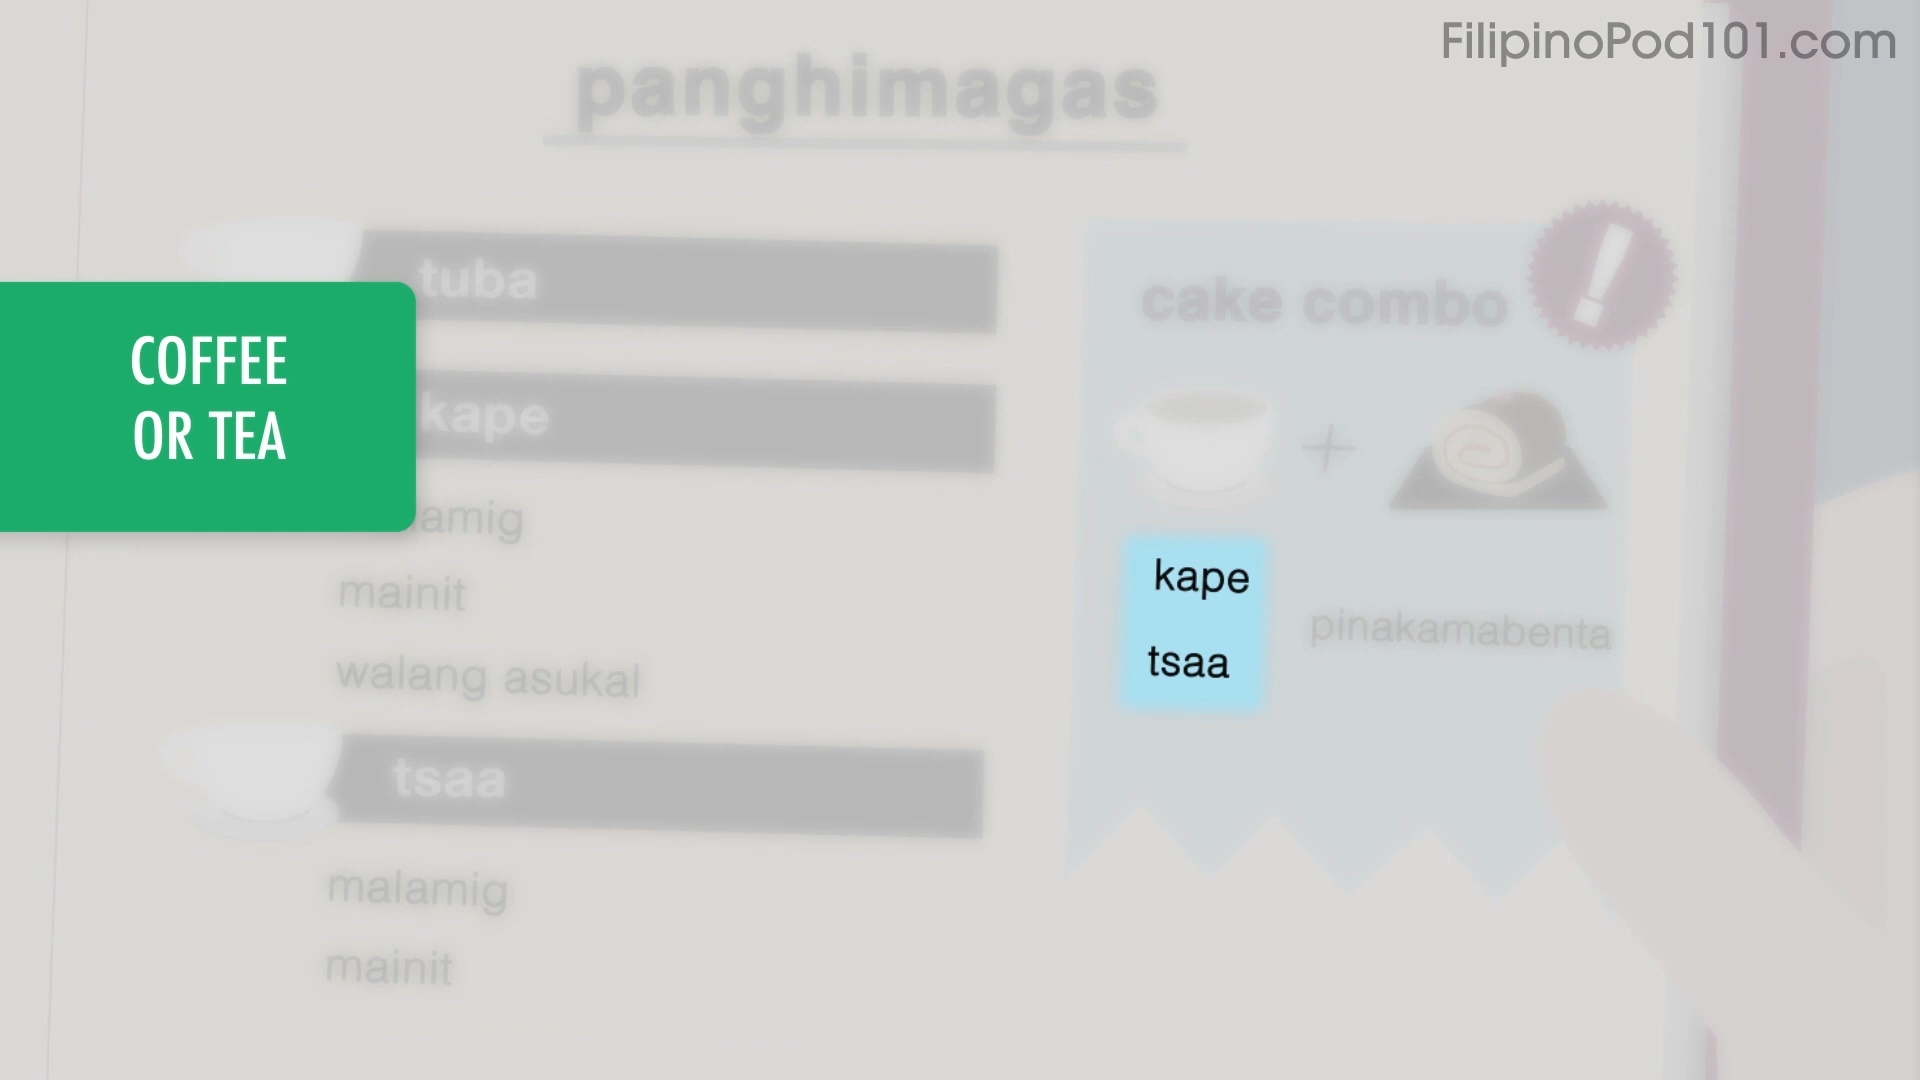 FilipinoPod101.com
panghimagas
tuba
kape
amig
mainit
walang asukal
tsaa
malamig
mainit
COFFEE
OR TEA
cake combo
!
+
kape
tsaa
pinakamabenta